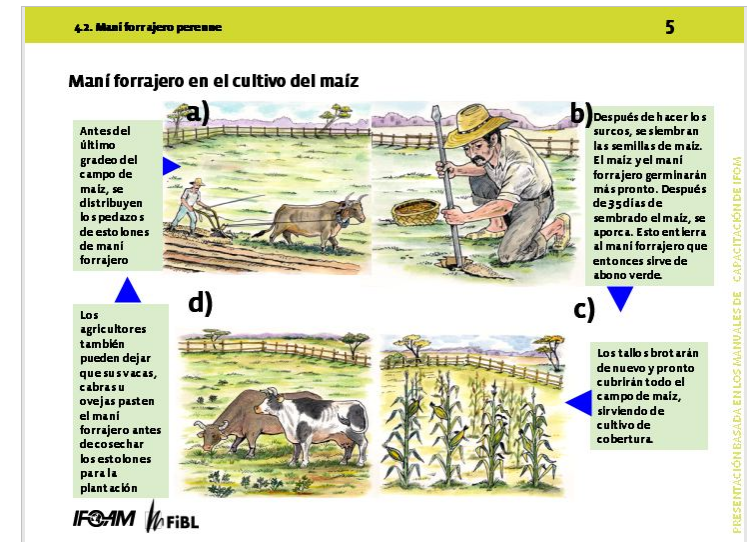 4.2. Maní forrajero perenne
5
Maní forrajero en el cultivo del maíz
a)
Antes del
último
gradeo del
campo de
maíz, se
distribuyen
los pedazos
de estolones
de maní
forrajero
b)
Después de hacer los
surcos, se siembran
las semillas de maíz.
El maíz y el maní
forrajero germinarán
más pronto. Después
de 35 días de
sembrado el maíz, se
aporca. Esto entierra
al maní forrajero que
entonces sirve de
abono verde.
c)
Los tallos brotarán
de nuevo y pronto
cubrirán todo el
campo de maíz,
sirviendo de
cultivo de
cobertura.
d)
Los
agricultores
también
pueden dejar
que sus vacas,
cabras u
ovejas pasten
el maní
forrajero antes
de cosechar
los estolones
para la
plantación
IFOAM FiBL
PRESENTACIÓN BASADA EN LOS MANUALES DE CAPACITACIÓN DE IFOM